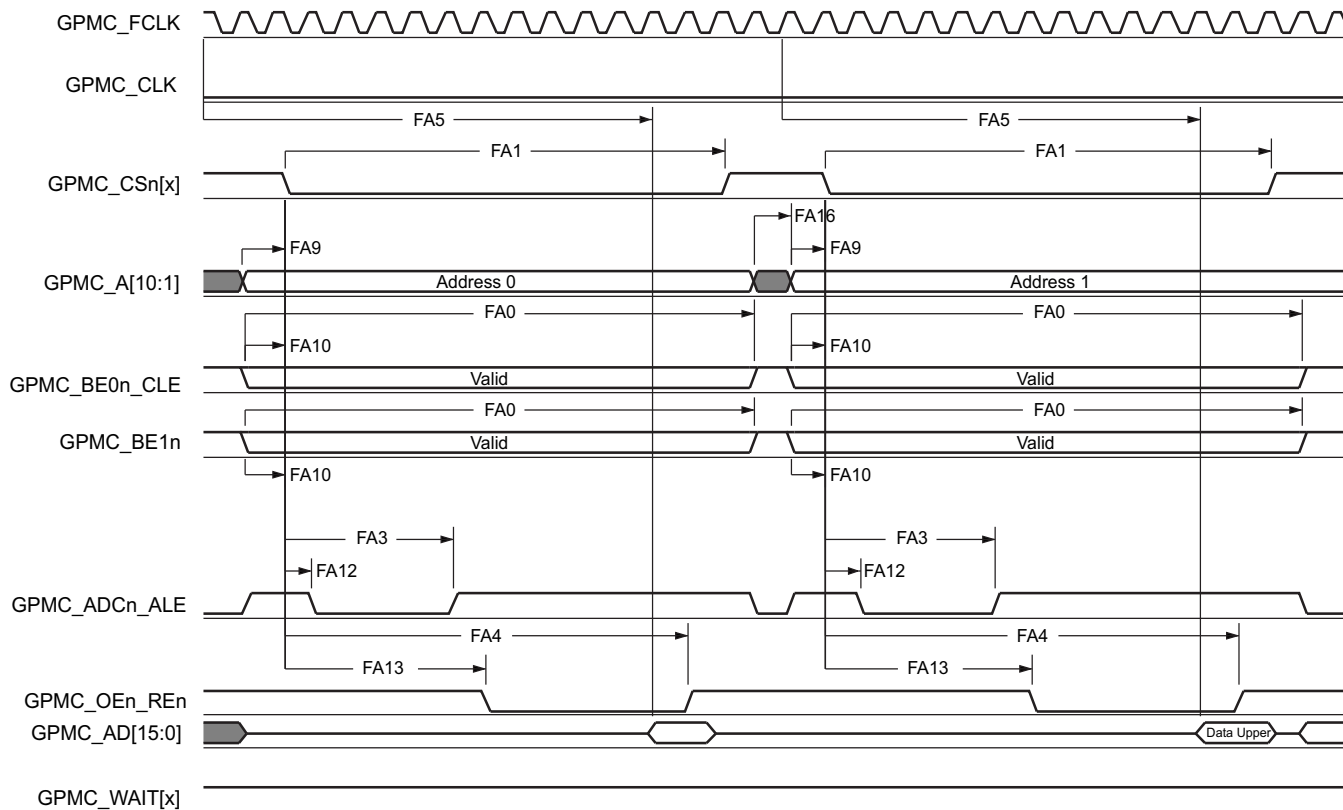 GPMC_FCLK
GPMC_CLK
FA5 FA5
FA1 FA1
GPMC_CSn[x]
FA16
FA9 FA9
GPMC_A[10:1] Address 0 Address 1
FA0 FA0
FA10 FA10
GPMC_BE0n_CLE Valid Valid
FA0 FA0
GPMC_BE1n Valid Valid
FA10 FA10
FA3 FA3
FA12 FA12
GPMC_ADCn_ALE
FA4 FA4
FA13 FA13
GPMC_OEn_REn
GPMC_AD[15:0] Data Upper
GPMC_WAIT[x]